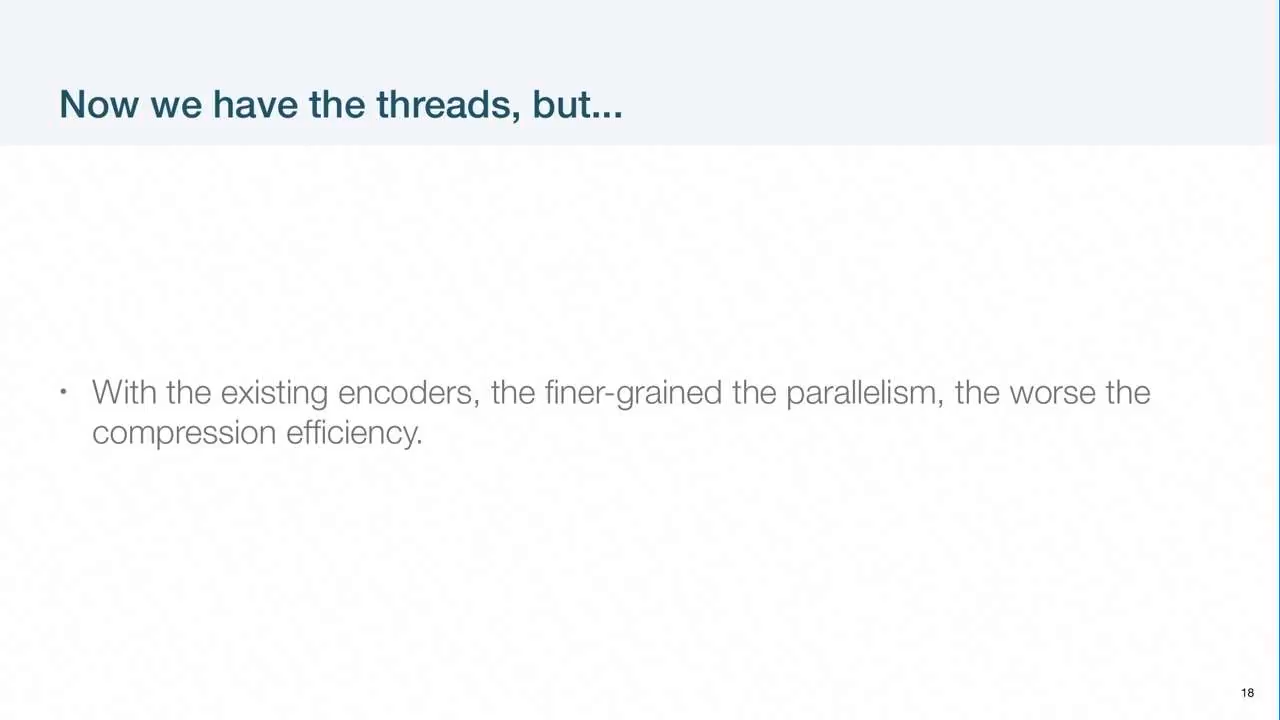 Now we have the threads, but...
• With the existing encoders, the finer-grained the parallelism, the worse the
compression efficiency.
18